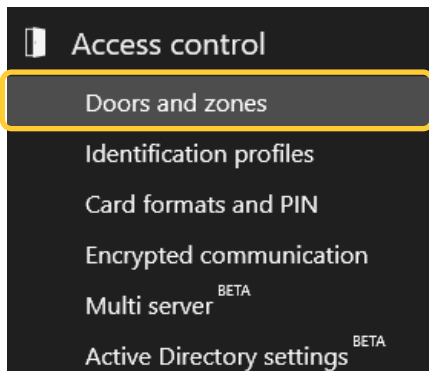 Access control
Doors and zones
Identification profiles
Card formats and PIN
Encrypted communication
Multi server BETA
Active Directory settings BETA